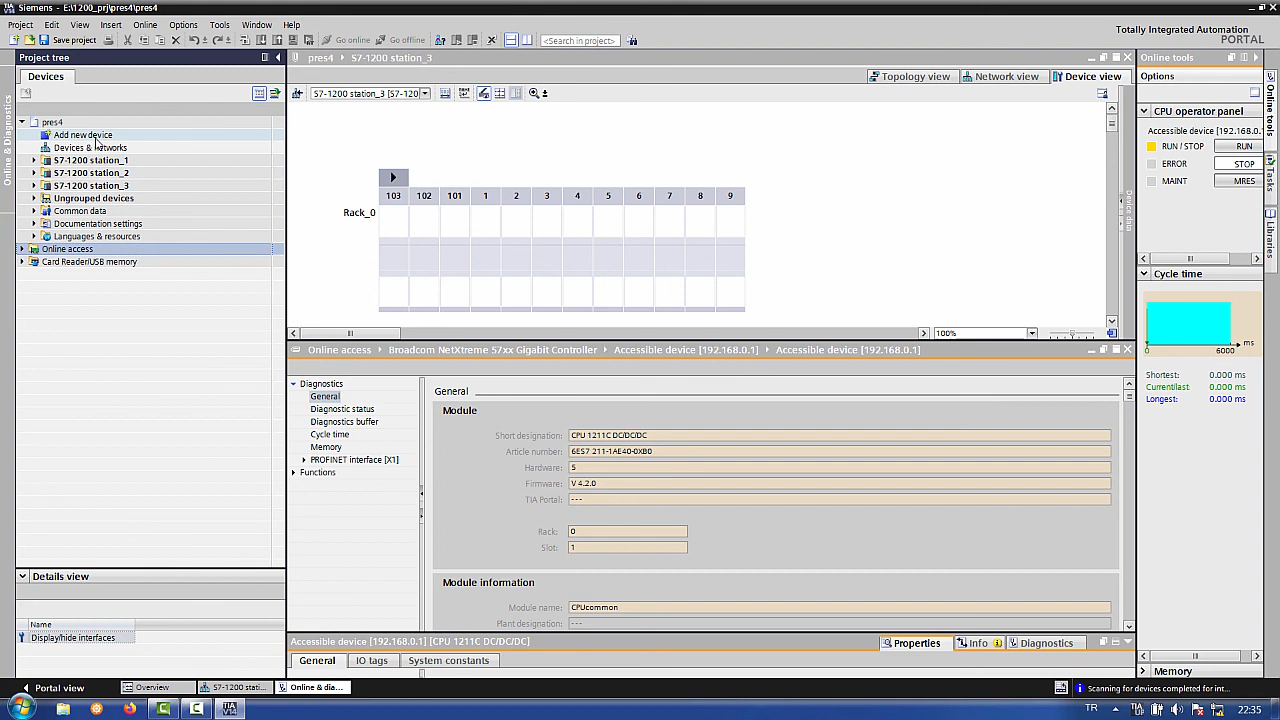 Siemens - E:\1200_prj\pres4\pres4
Project Edit View Insert Online Options Tools Window Help
Totally Integrated Automation
PORTAL
Save project Go online Go offline <Search in project>
Project tree
pres4 S7-1200 station_3
Online tools
Devices
Topology view Network view Device view
Options
S7-1200 station_3 [S7-120
CPU operator panel
pres4
Add new device
Devices & networks
S7-1200 station_1
S7-1200 station_2
S7-1200 station_3
Ungrouped devices
Common data
Documentation settings
Languages & resources
Online access
Card Reader/USB memory
103 102 101 1 2 3 4 5 6 7 8 9
Rack_0
100%
Accessible device [192.168.0.
RUN / STOP RUN
ERROR STOP
MAINT MRES
Cycle time
0 6000 ms
Shortest: 0.000 ms
Current/last: 0.000 ms
Longest: 0.000 ms
Memory
Online & Diagnostics
Device data
Online tools
Tasks
Libraries
Online access Broadcom NetXtreme 57xx Gigabit Controller Accessible device [192.168.0.1] Accessible device [192.168.0.1]
Diagnostics
General
Diagnostic status
Diagnostics buffer
Cycle time
Memory
PROFINET interface [X1]
Functions
General
Module
Short designation: CPU 1211C DC/DC/DC
Article number: 6ES7 211-1AE40-0XB0
Hardware: 5
Firmware: V 4.2.0
TIA Portal: ---
Rack: 0
Slot: 1
Module information
Module name: CPUcommon
Plant designation: ---
Details view
Name
Display/hide interfaces
Accessible device [192.168.0.1] [CPU 1211C DC/DC/DC]
Properties Info Diagnostics
General IO tags System constants
Portal view Overview S7-1200 stati... Online & dia... Scanning for devices completed for int...
TIA V14
TR 22:35